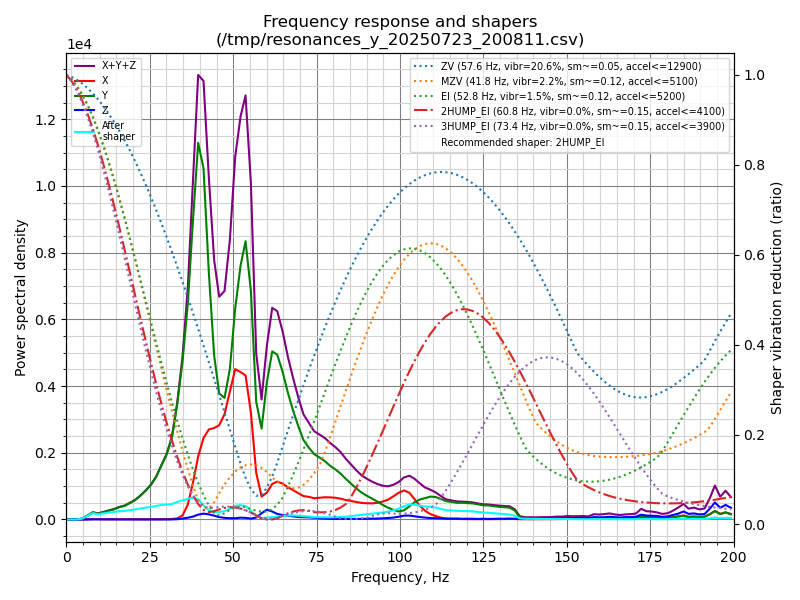 Frequency response and shapers
(/tmp/resonances_y_20250723_200811.csv)
1e4
X+Y+Z
X
Y
Z
After
shaper
ZV (57.6 Hz, vibr=20.6%, sm~=0.05, accel<=12900)
MZV (41.8 Hz, vibr=2.2%, sm~=0.12, accel<=5100)
EI (52.8 Hz, vibr=1.5%, sm~=0.12, accel<=5200)
2HUMP_EI (60.8 Hz, vibr=0.0%, sm~=0.15, accel<=4100)
3HUMP_EI (73.4 Hz, vibr=0.0%, sm~=0.15, accel<=3900)
Recommended shaper: 2HUMP_EI
Power spectral density
1.2
1.0
0.8
0.6
0.4
0.2
0.0
1.0
0.8
0.6
0.4
0.2
0.0
Shaper vibration reduction (ratio)
0 25 50 75 100 125 150 175 200
Frequency, Hz